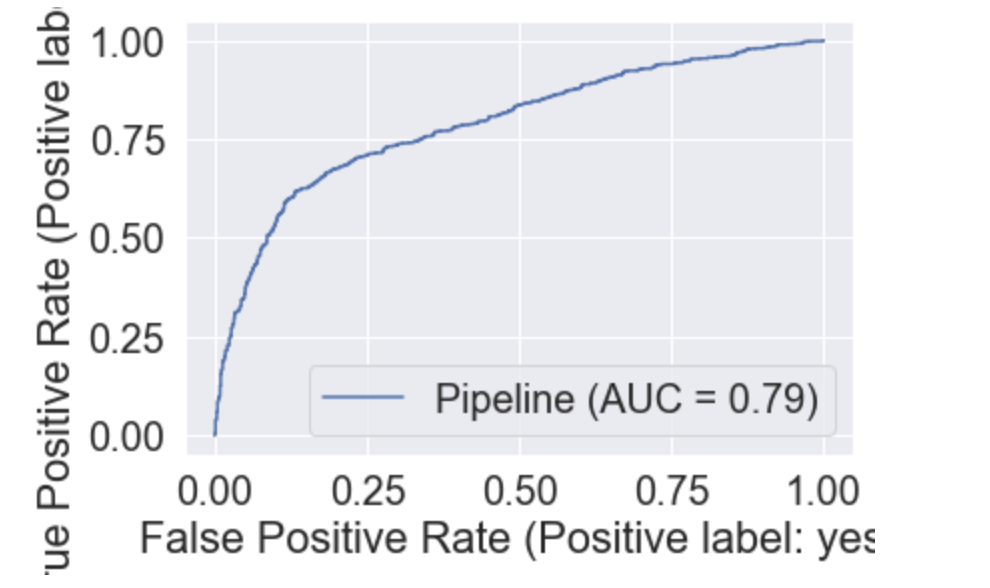 True Positive Rate (Positive lab
1.00
0.75
0.50
0.25
0.00
Pipeline (AUC = 0.79)
0.00 0.25 0.50 0.75 1.00
False Positive Rate (Positive label: yes